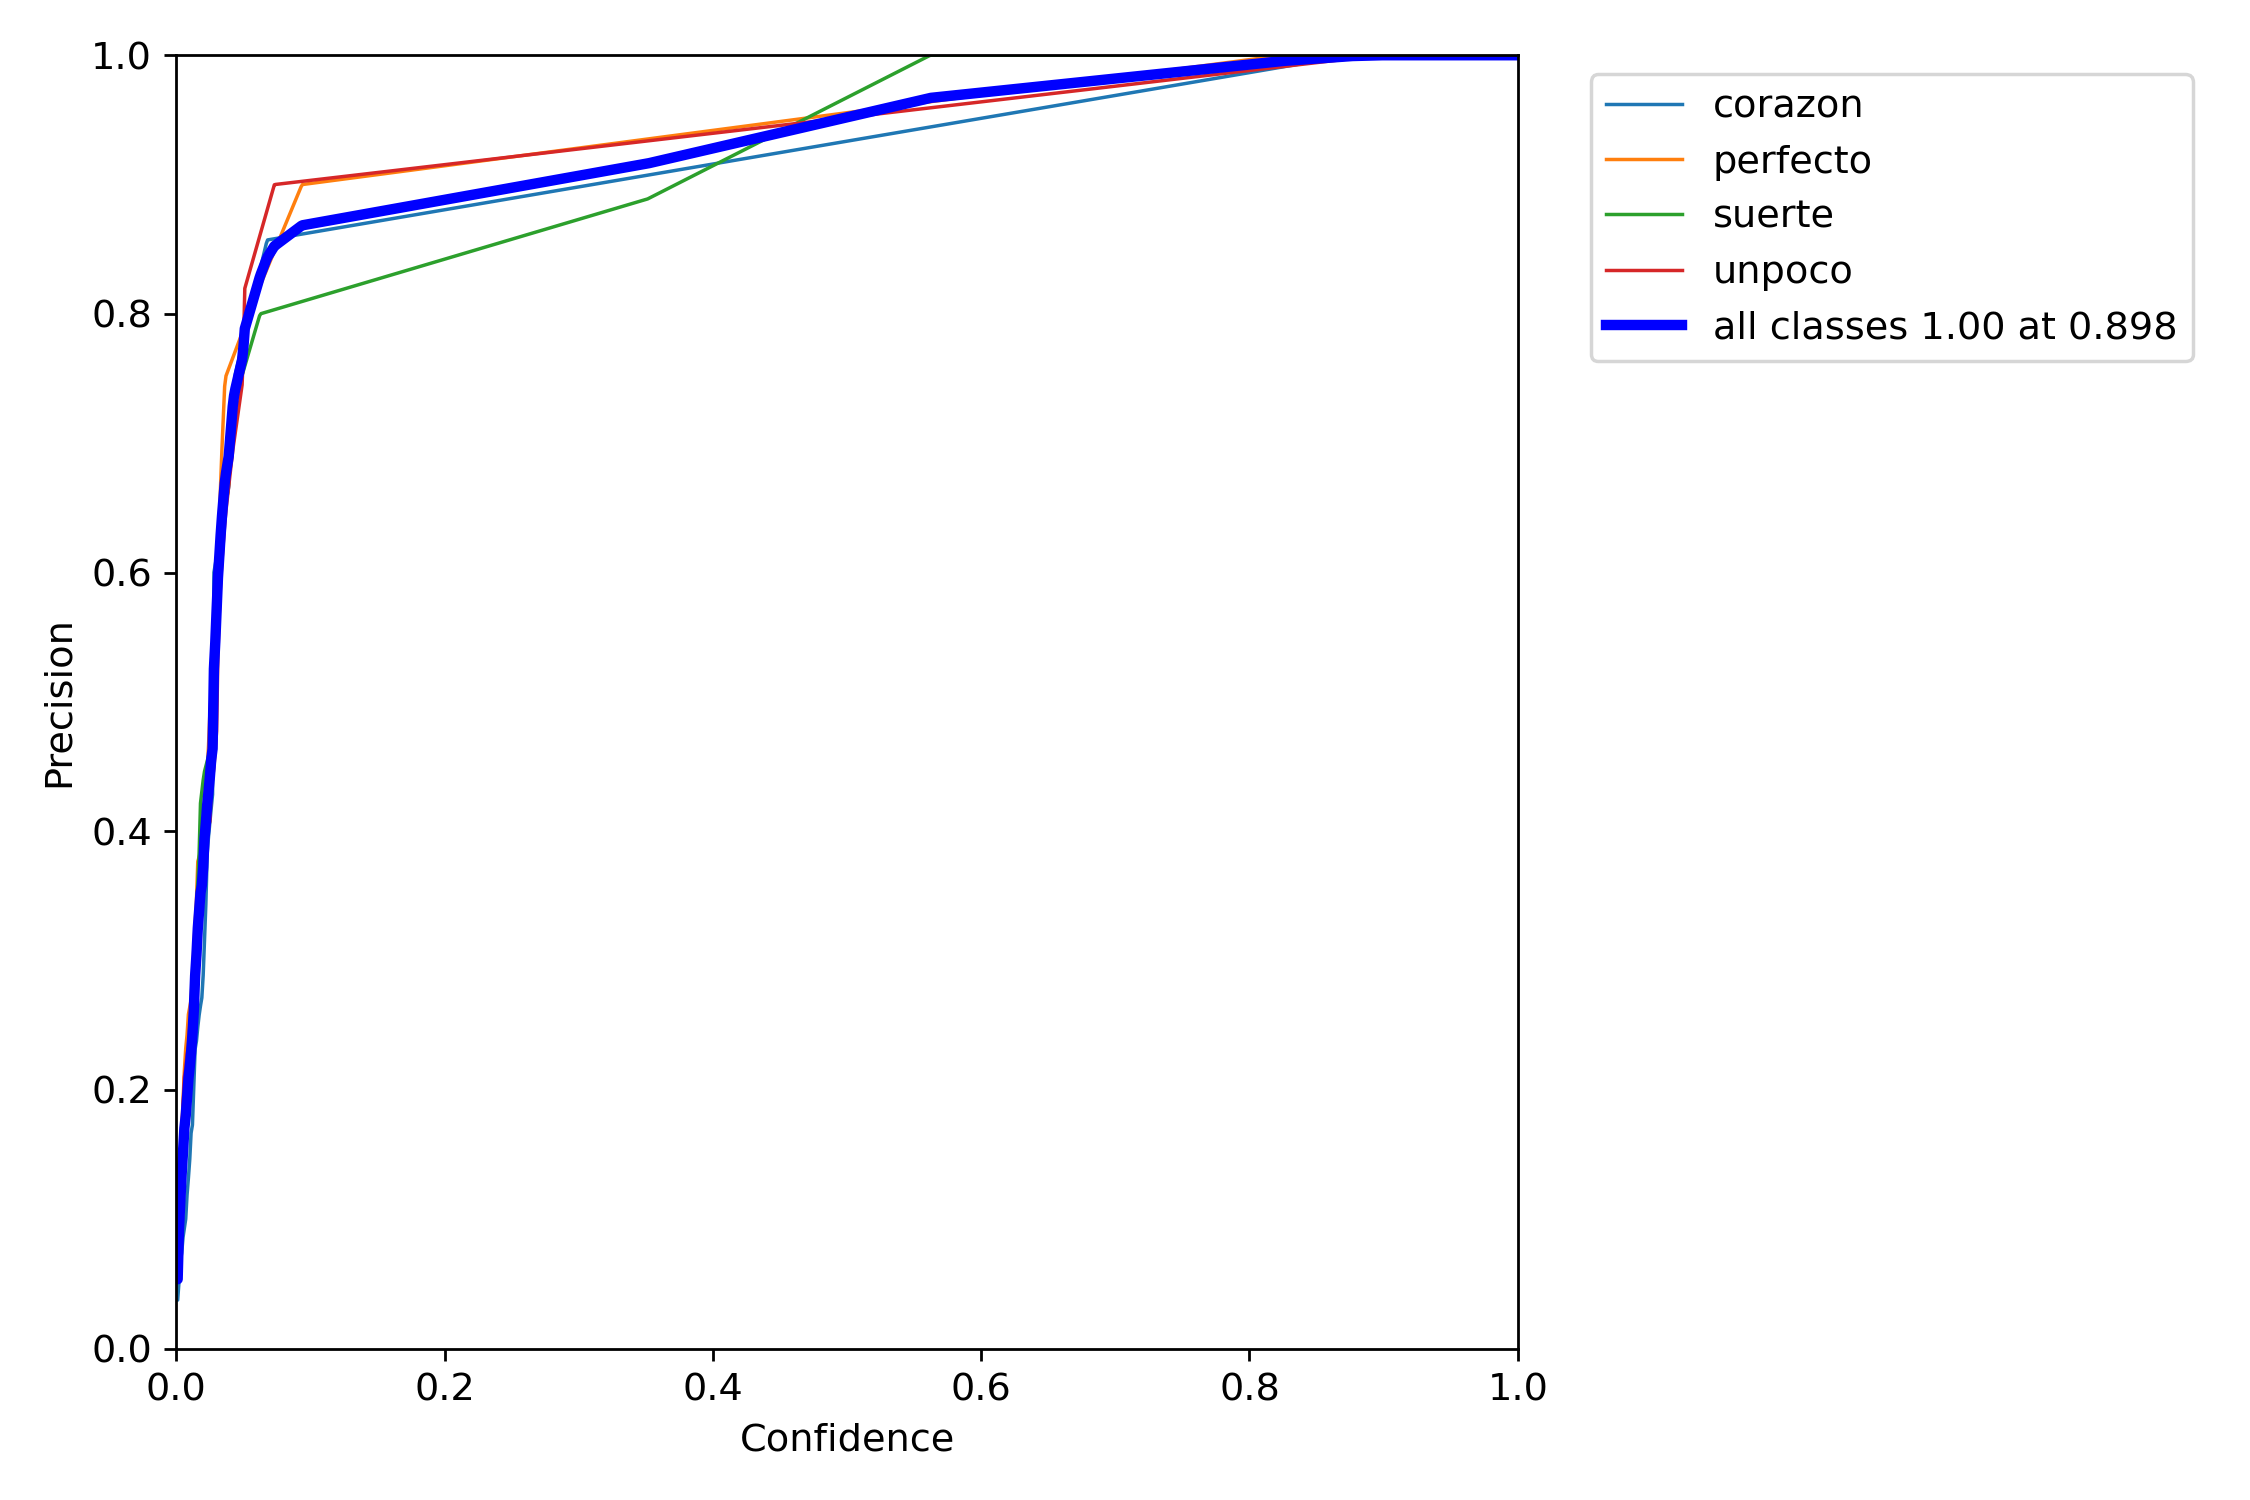 1.0
0.8
0.6
0.4
0.2
0.0
Precision
0.0 0.2 0.4 0.6 0.8 1.0
Confidence
corazon
perfecto
suerte
unpoco
all classes 1.00 at 0.898